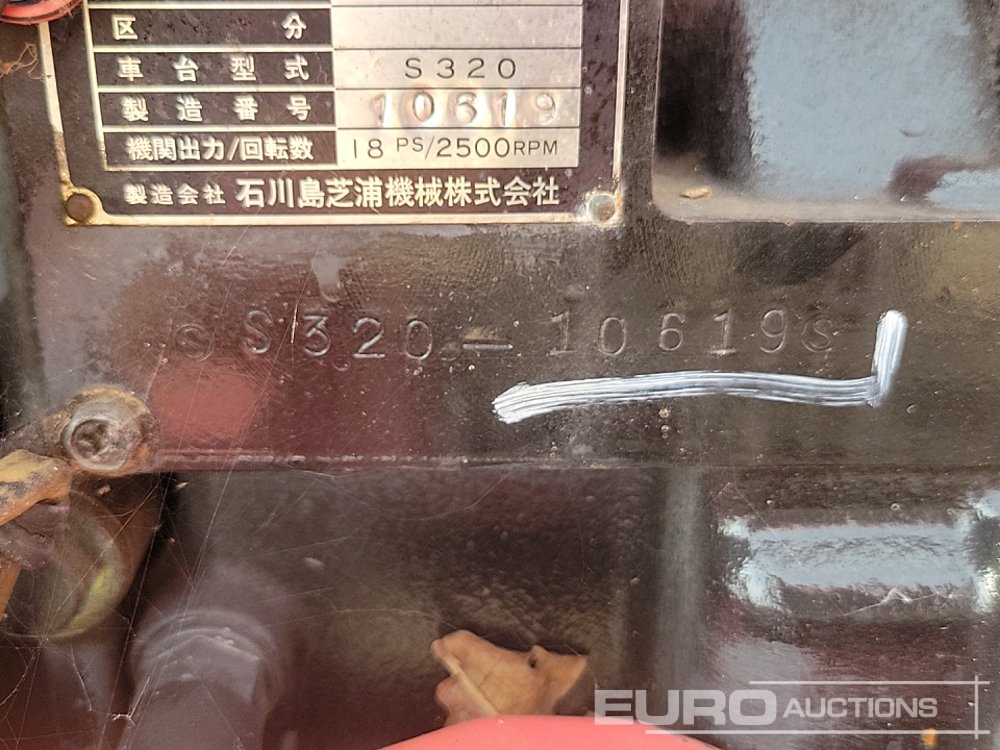 区分
車台型式 S320
製造番号 10619
機関出力/回転数 18 PS/2500RPM
製造会社 石川島芝浦機械株式会社
S S320-10619S
EURO AUCTIONS